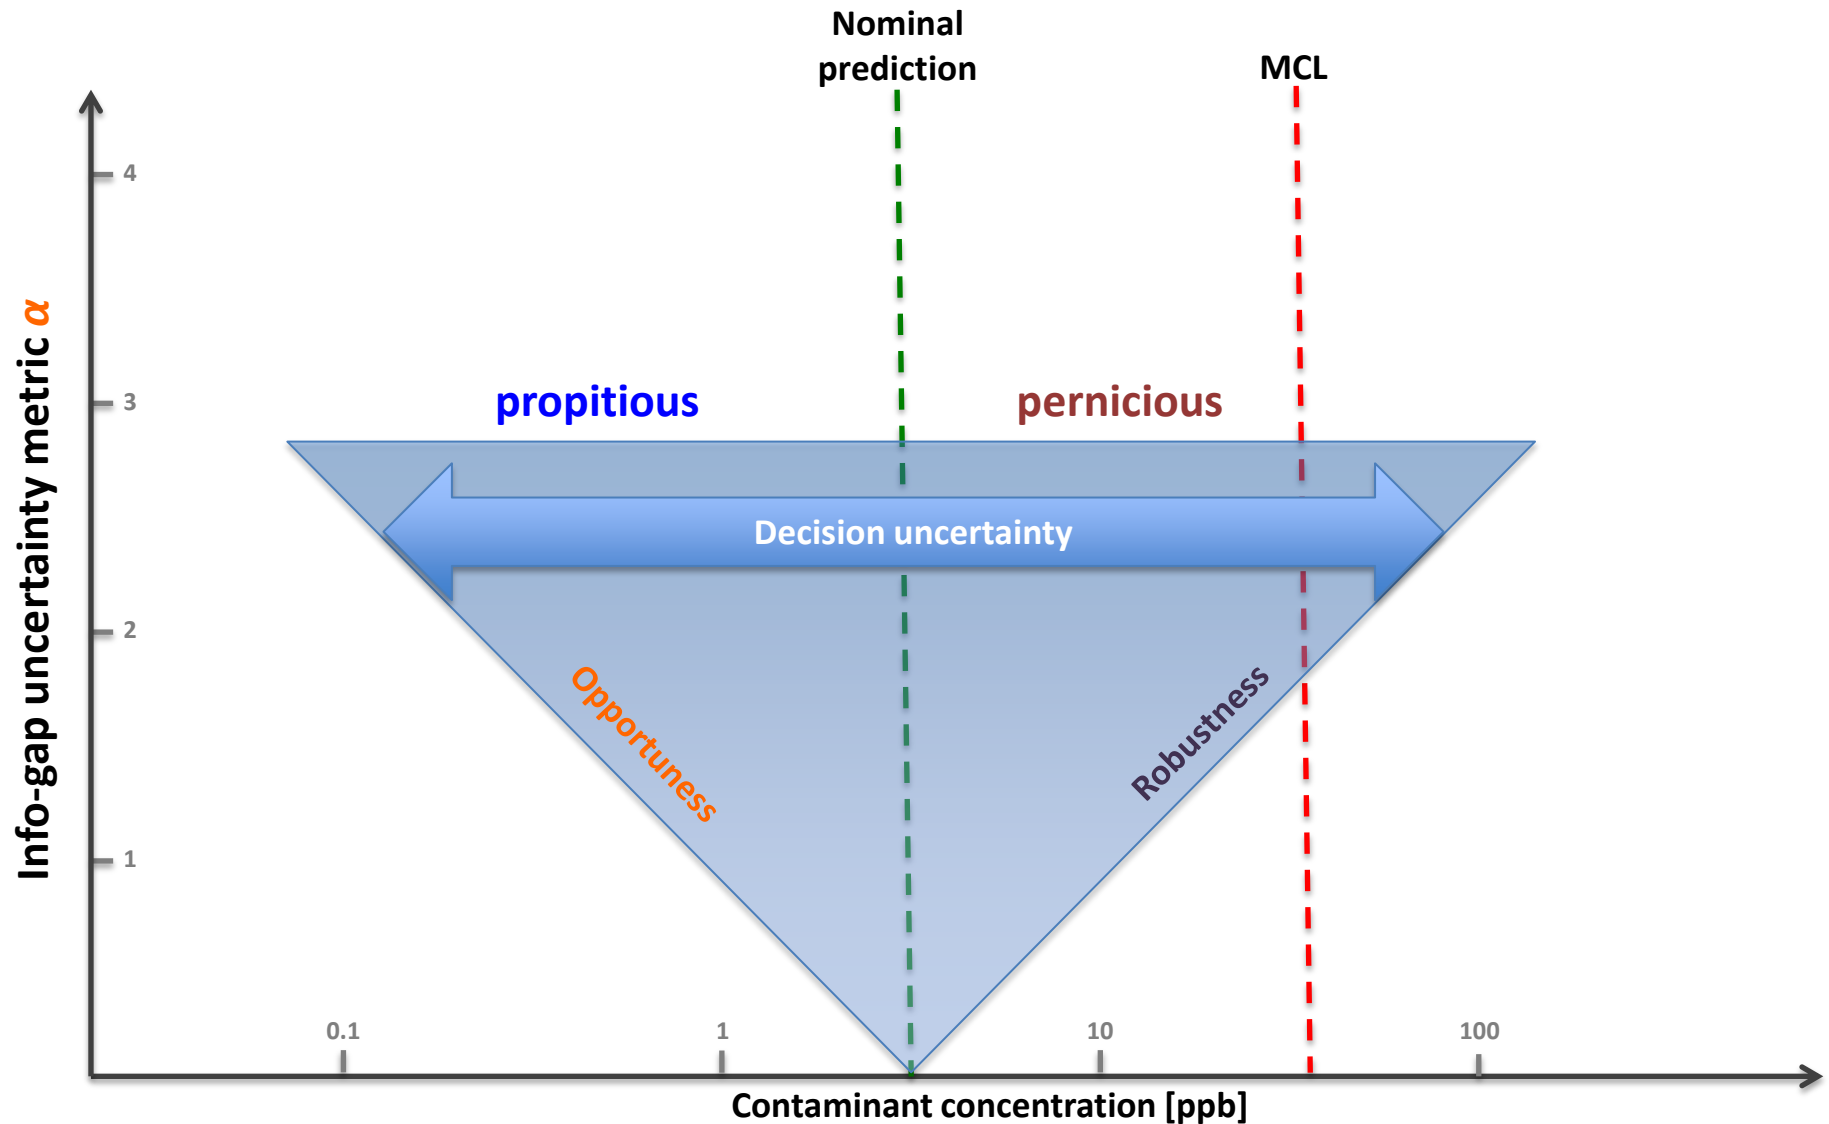 Nominal
prediction
MCL
4
3
2
1
Info-gap uncertainty metric α
propitious
pernicious
Decision uncertainty
Opportuness
Robustness
0.1
1
10
100
Contaminant concentration [ppb]